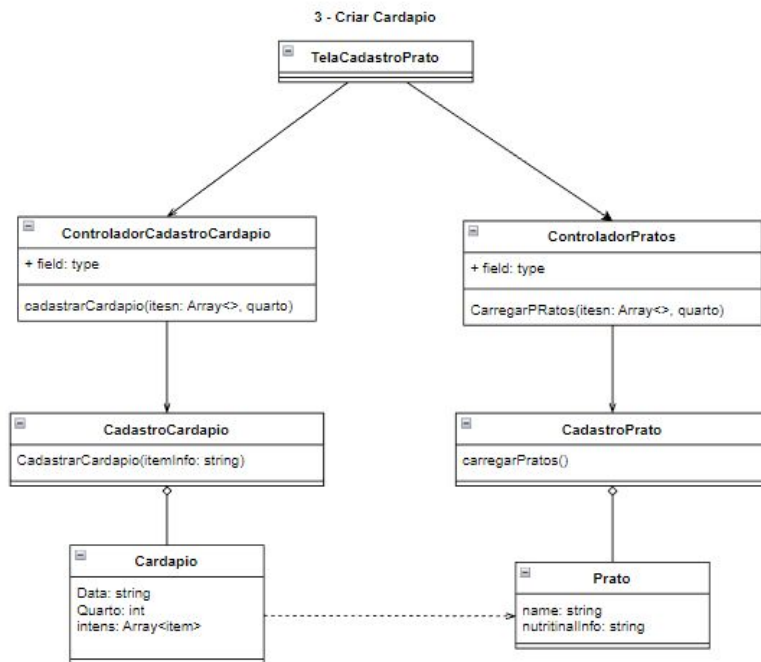 3 - Criar Cardapio
TelaCadastroPrato
ControladorCadastroCardapio
+ field: type
cadastrarCardapio(itesn: Array<>, quarto)
ControladorPratos
+ field: type
CarregarPRatos(itesn: Array<>, quarto)
CadastroCardapio
CadastrarCardapio(itemInfo: string)
CadastroPrato
carregarPratos()
Cardapio
Data: string
Quarto: int
intens: Array<item>
Prato
name: string
nutritinalInfo: string